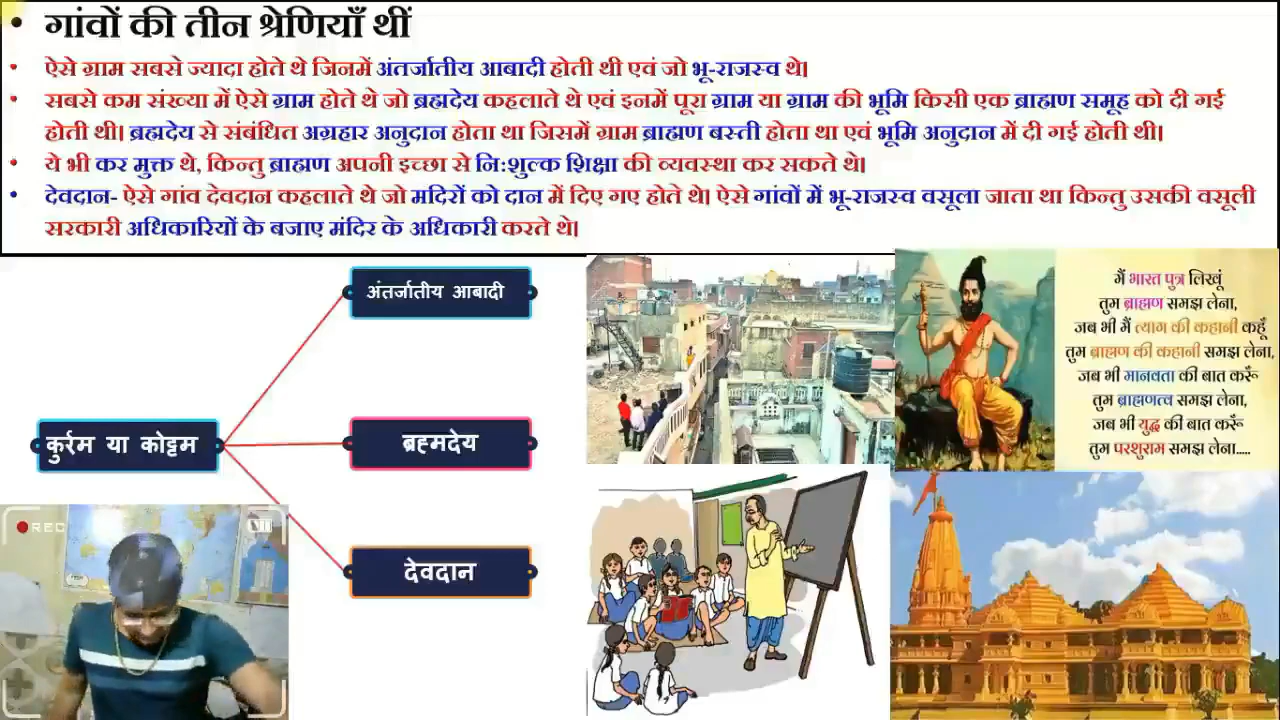 • गांवों की तीन श्रेणियाँ थीं
• ऐसे ग्राम सबसे ज्यादा होते थे जिनमें अंतर्जातीय आबादी होती थी एवं जो भू-राजस्व थे।
• सबसे कम संख्या में ऐसे ग्राम होते थे जो ब्रह्मदेय कहलाते थे एवं इनमें पूरा ग्राम या ग्राम की भूमि किसी एक ब्राह्मण समूह को दी गई
होती थी। ब्रह्मदेय से संबंधित अग्रहार अनुदान होता था जिसमें ग्राम ब्राह्मण बस्ती होता था एवं भूमि अनुदान में दी गई होती थी।
• ये भी कर मुक्त थे, किन्तु ब्राह्मण अपनी इच्छा से नि:शुल्क शिक्षा की व्यवस्था कर सकते थे।
• देवदान- ऐसे गांव देवदान कहलाते थे जो मदिरों को दान में दिए गए होते थे। ऐसे गांवों में भू-राजस्व वसूला जाता था किन्तु उसकी वसूली
सरकारी अधिकारियों के बजाए मंदिर के अधिकारी करते थे।
अंतर्जातीय आबादी
कुर्रम या कोट्टम
ब्रह्मदेय
देवदान
मैं भारत पुत्र लिखूं
तुम ब्राह्मण समझ लेना,
जब भी मैं त्याग की कहानी कहूँ
तुम ब्राह्मण की कहानी समझ लेना,
जब भी मानवता की बात करूँ
तुम ब्राह्मणत्व समझ लेना,
जब भी युद्ध की बात करूँ
तुम परशुराम समझ लेना.....
REC